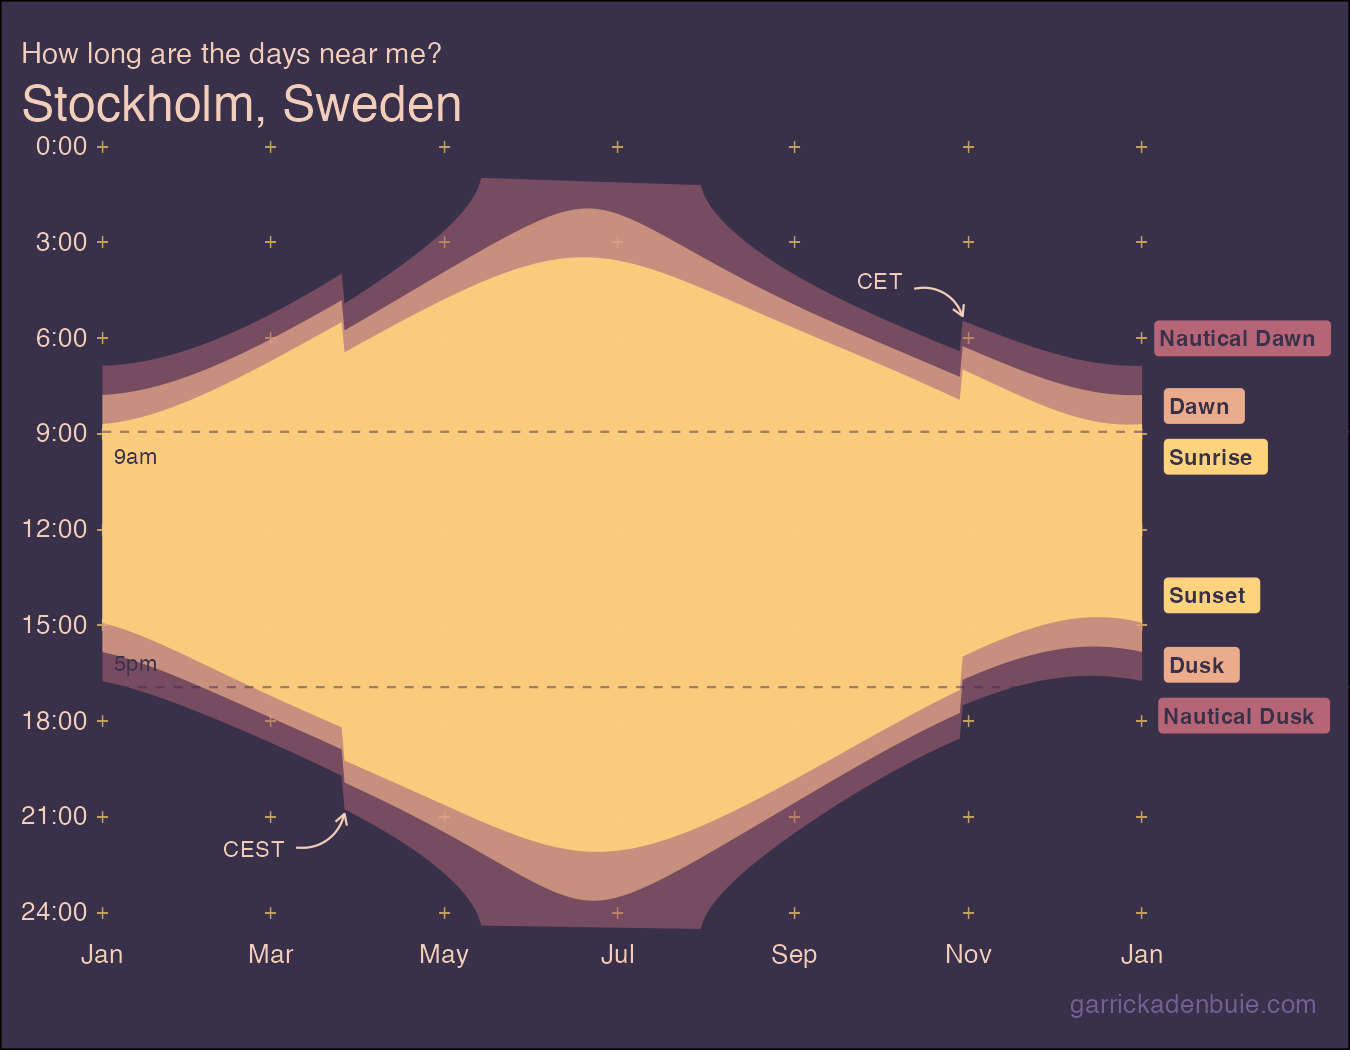 How long are the days near me?
Stockholm, Sweden
0:00
3:00
CET
6:00
Nautical Dawn
Dawn
9:00
9am
Sunrise
12:00
Sunset
15:00
5pm
Dusk
18:00
Nautical Dusk
21:00
CEST
24:00
Jan Mar May Jul Sep Nov Jan
garrickadenbuie.com